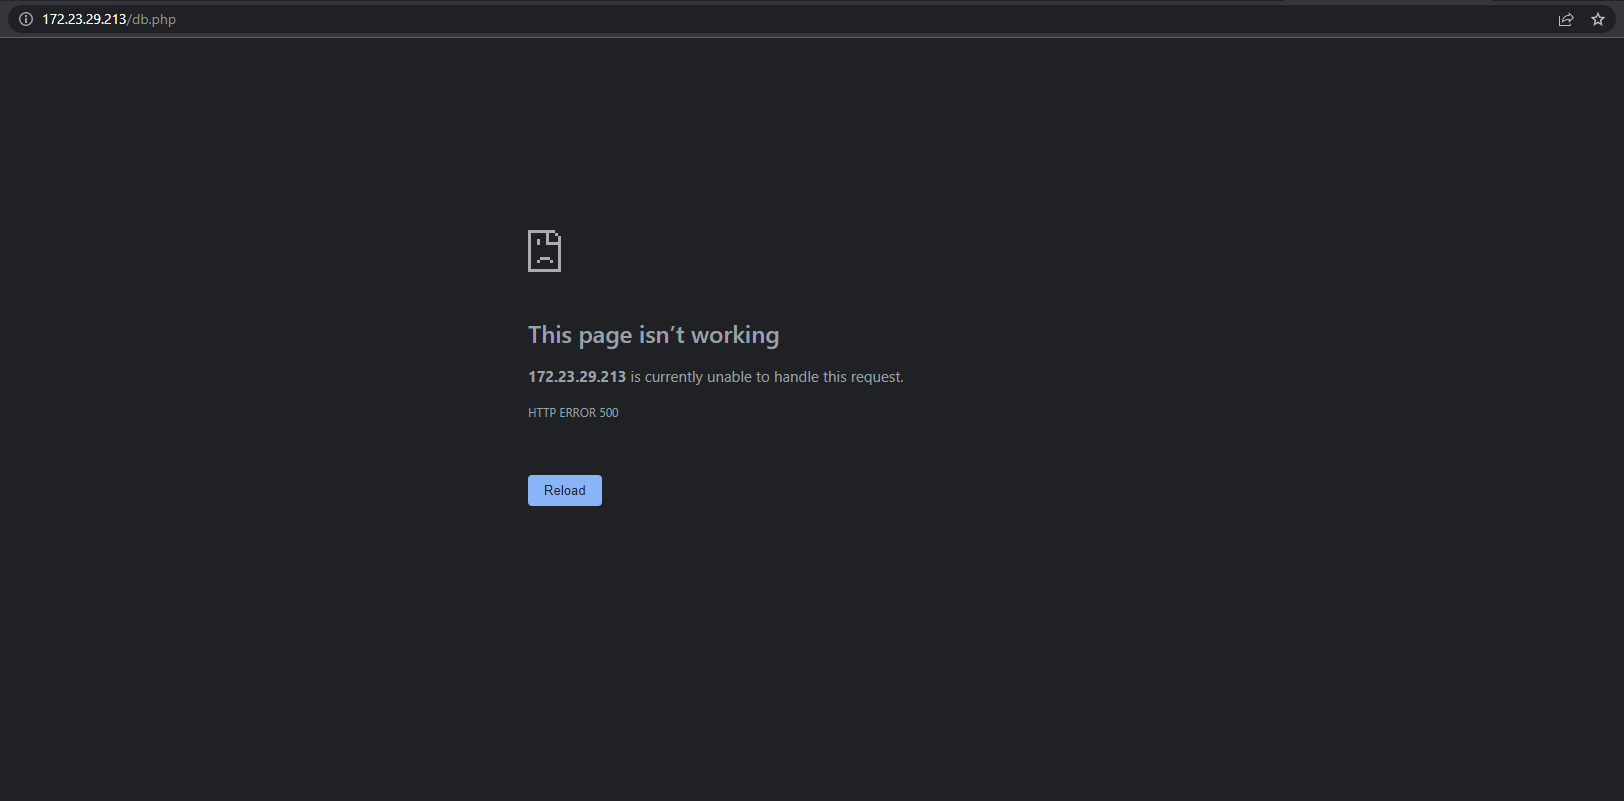 172.23.29.213/db.php
This page isn’t working
172.23.29.213 is currently unable to handle this request.
HTTP ERROR 500
Reload